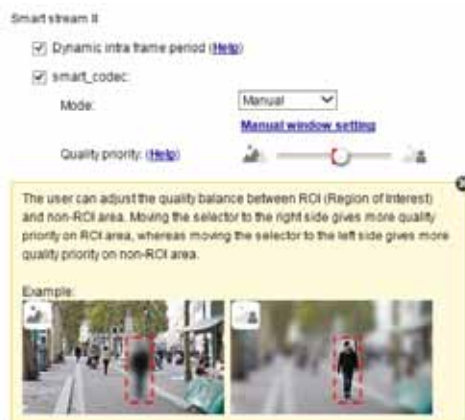 Smart stream II
Dynamic intra frame period (Help)
smart_codec:
Mode: Manual
Manual window setting
Quality priority: (Help)
The user can adjust the quality balance between ROI (Region of Interest)
and non-ROI area. Moving the selector to the right side gives more quality
priority on ROI area, whereas moving the selector to the left side gives more
quality priority on non-ROI area.
Example: